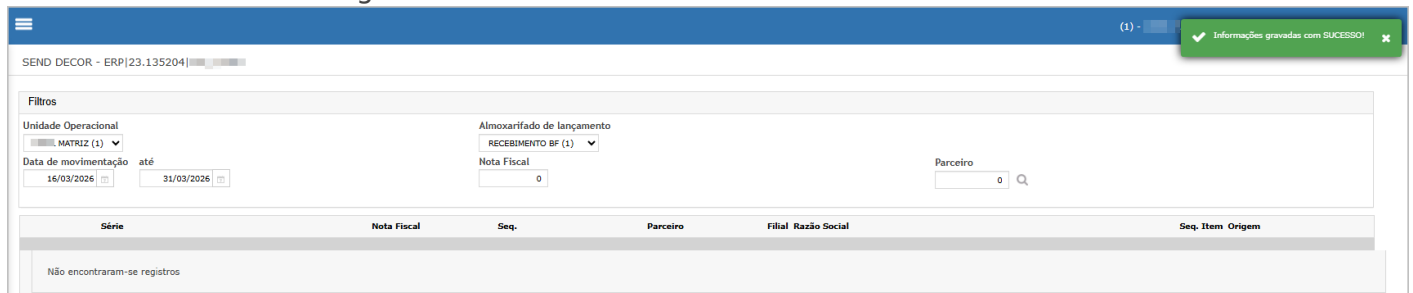 (1) -
Informações gravadas com SUCESSO!
SEND DECOR - ERP|23.135204|
Filtros
Unidade Operacional Almoxarifado de lançamento
MATRIZ (1) RECEBIMENTO BF (1)
Data de movimentação até Nota Fiscal Parceiro
16/03/2026 31/03/2026 0 0
Série Nota Fiscal Seq. Parceiro Filial Razão Social Seq. Item Origem
Não encontraram-se registros